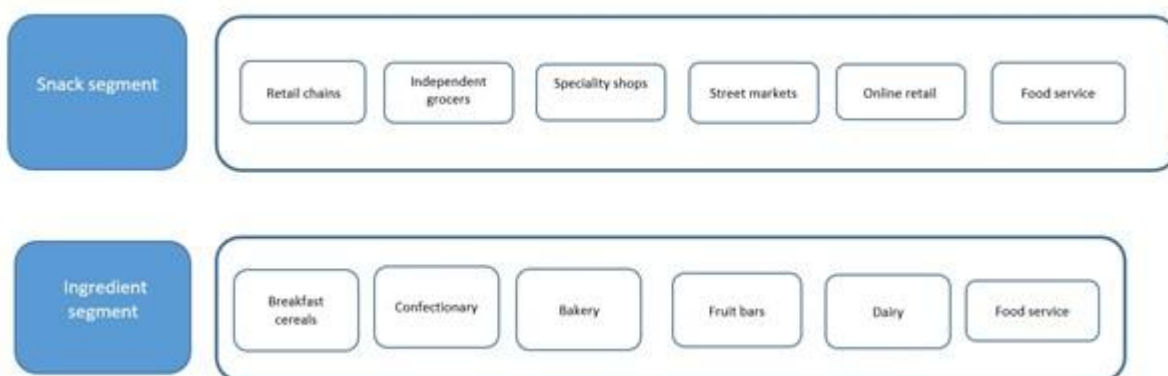 Snack segment
Retail chains
Independent
grocers
Speciality shops
Street markets
Online retail
Food service
Ingredient
segment
Breakfast
cereals
Confectionary
Bakery
Fruit bars
Dairy
Food service